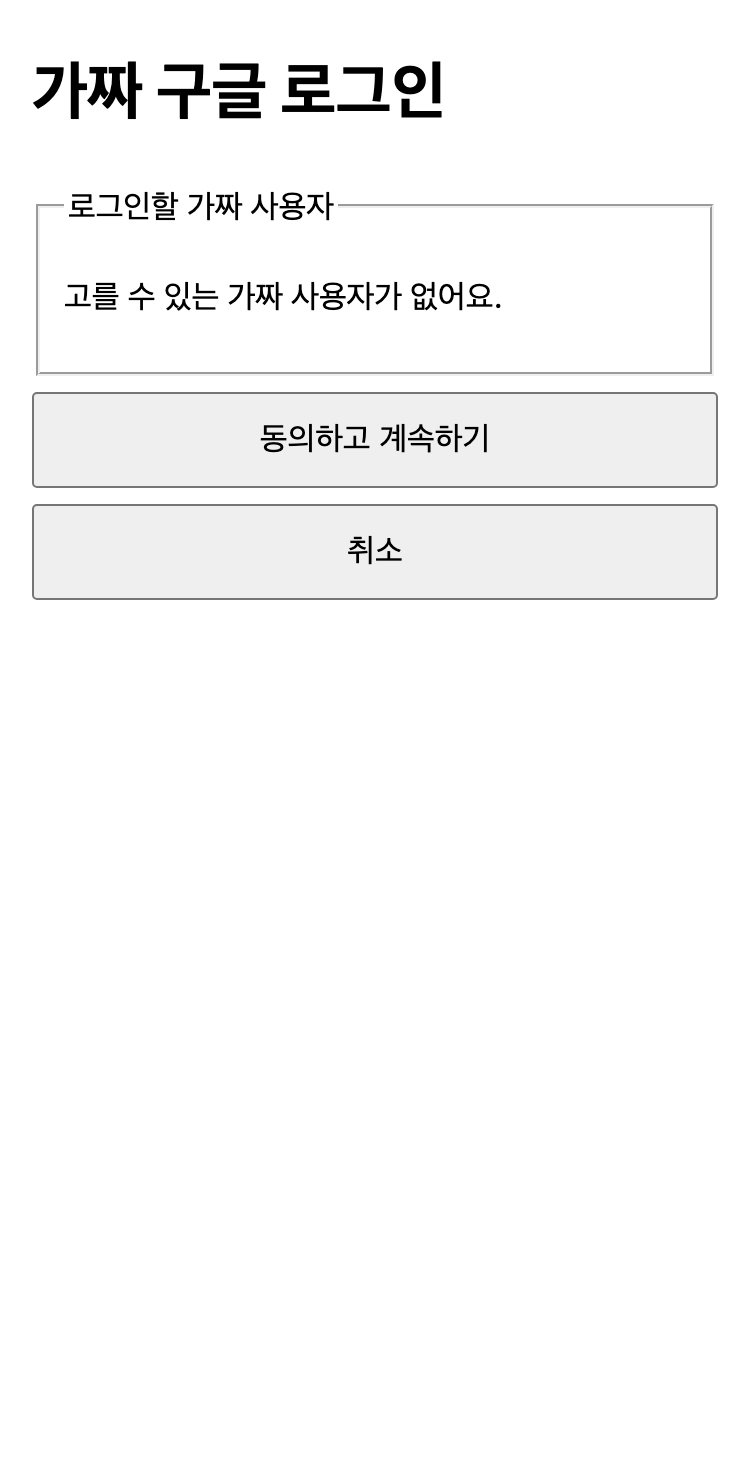 가짜 구글 로그인
로그인할 가짜 사용자
고를 수 있는 가짜 사용자가 없어요.
동의하고 계속하기
취소